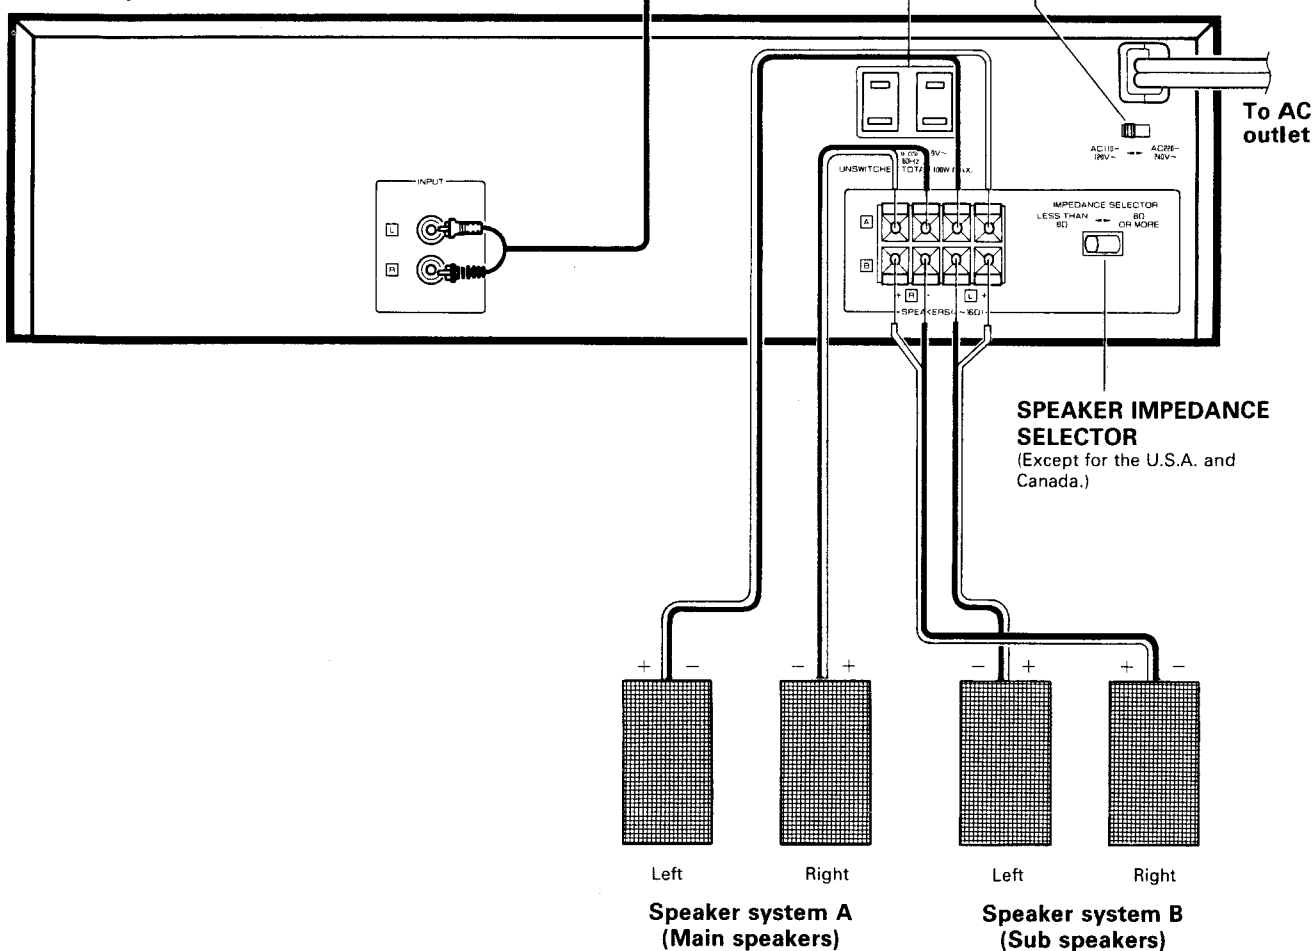 To AC
outlet
AC110-
120V~
AC220-
240V~
UNSWITCHED TOTAL 100W MAX.
INPUT
L
R
A
B
IMPEDANCE SELECTOR
LESS THAN
8Ω
OR MORE
+ R - L +
SPEAKERS
16Ω
SPEAKER IMPEDANCE
SELECTOR
(Except for the U.S.A. and
Canada.)
+ - - + - + + -
Left Right Left Right
Speaker system A
(Main speakers)
Speaker system B
(Sub speakers)